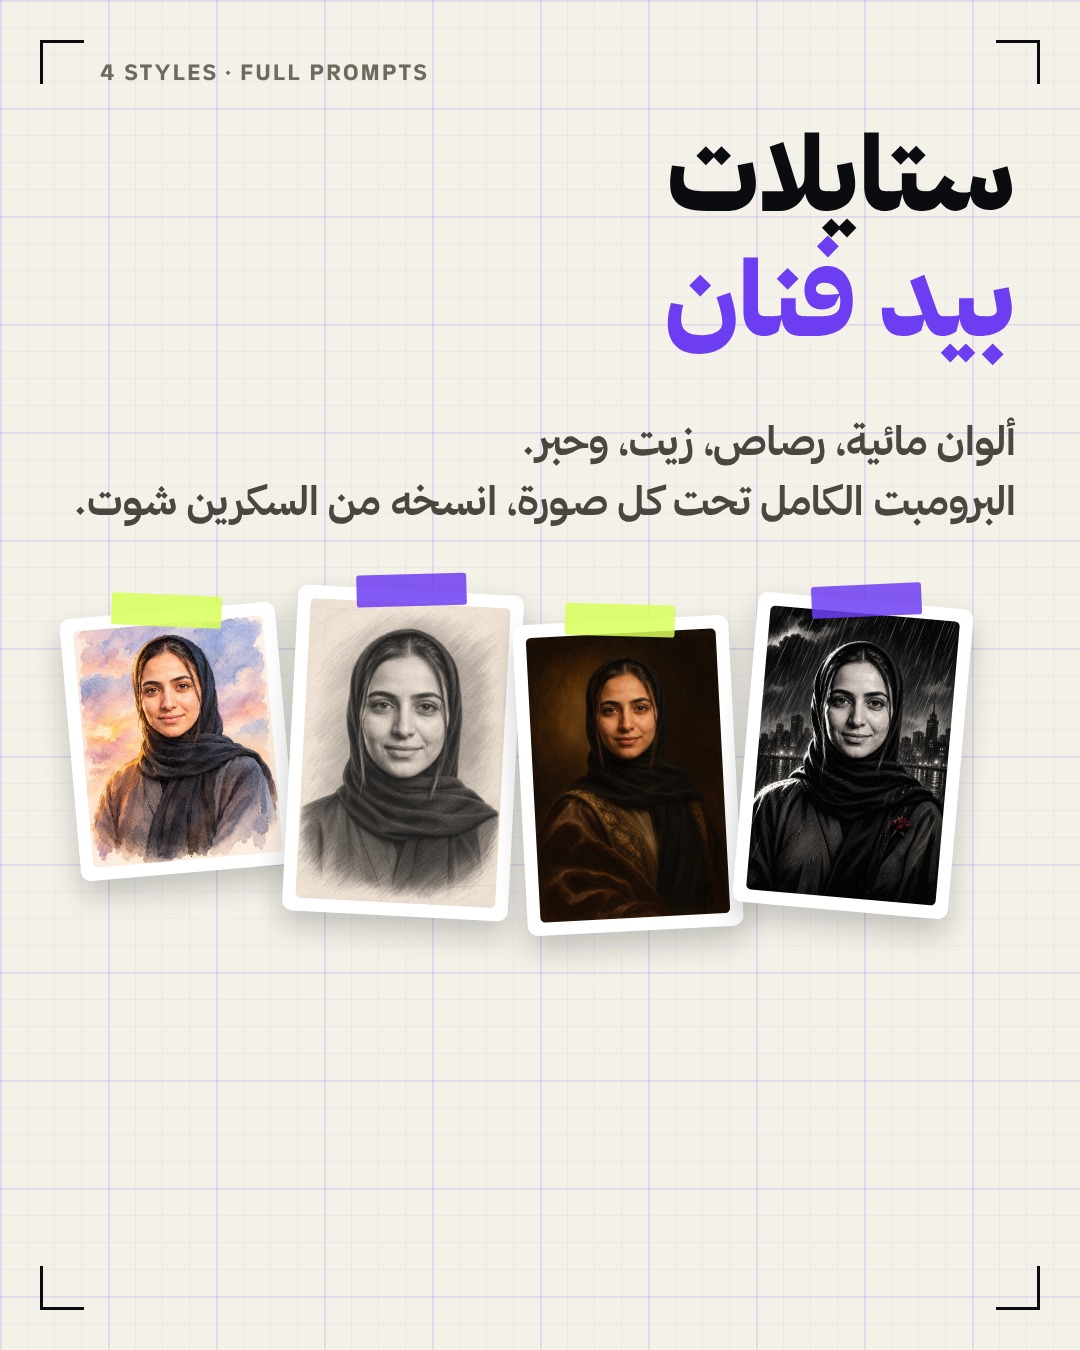 4 STYLES · FULL PROMPTS
ستايلات
بيد فنان
ألوان مائية، رصاص، زيت، وحبر.
البرومبت الكامل تحت كل صورة، انسخه من السكرين شوت.